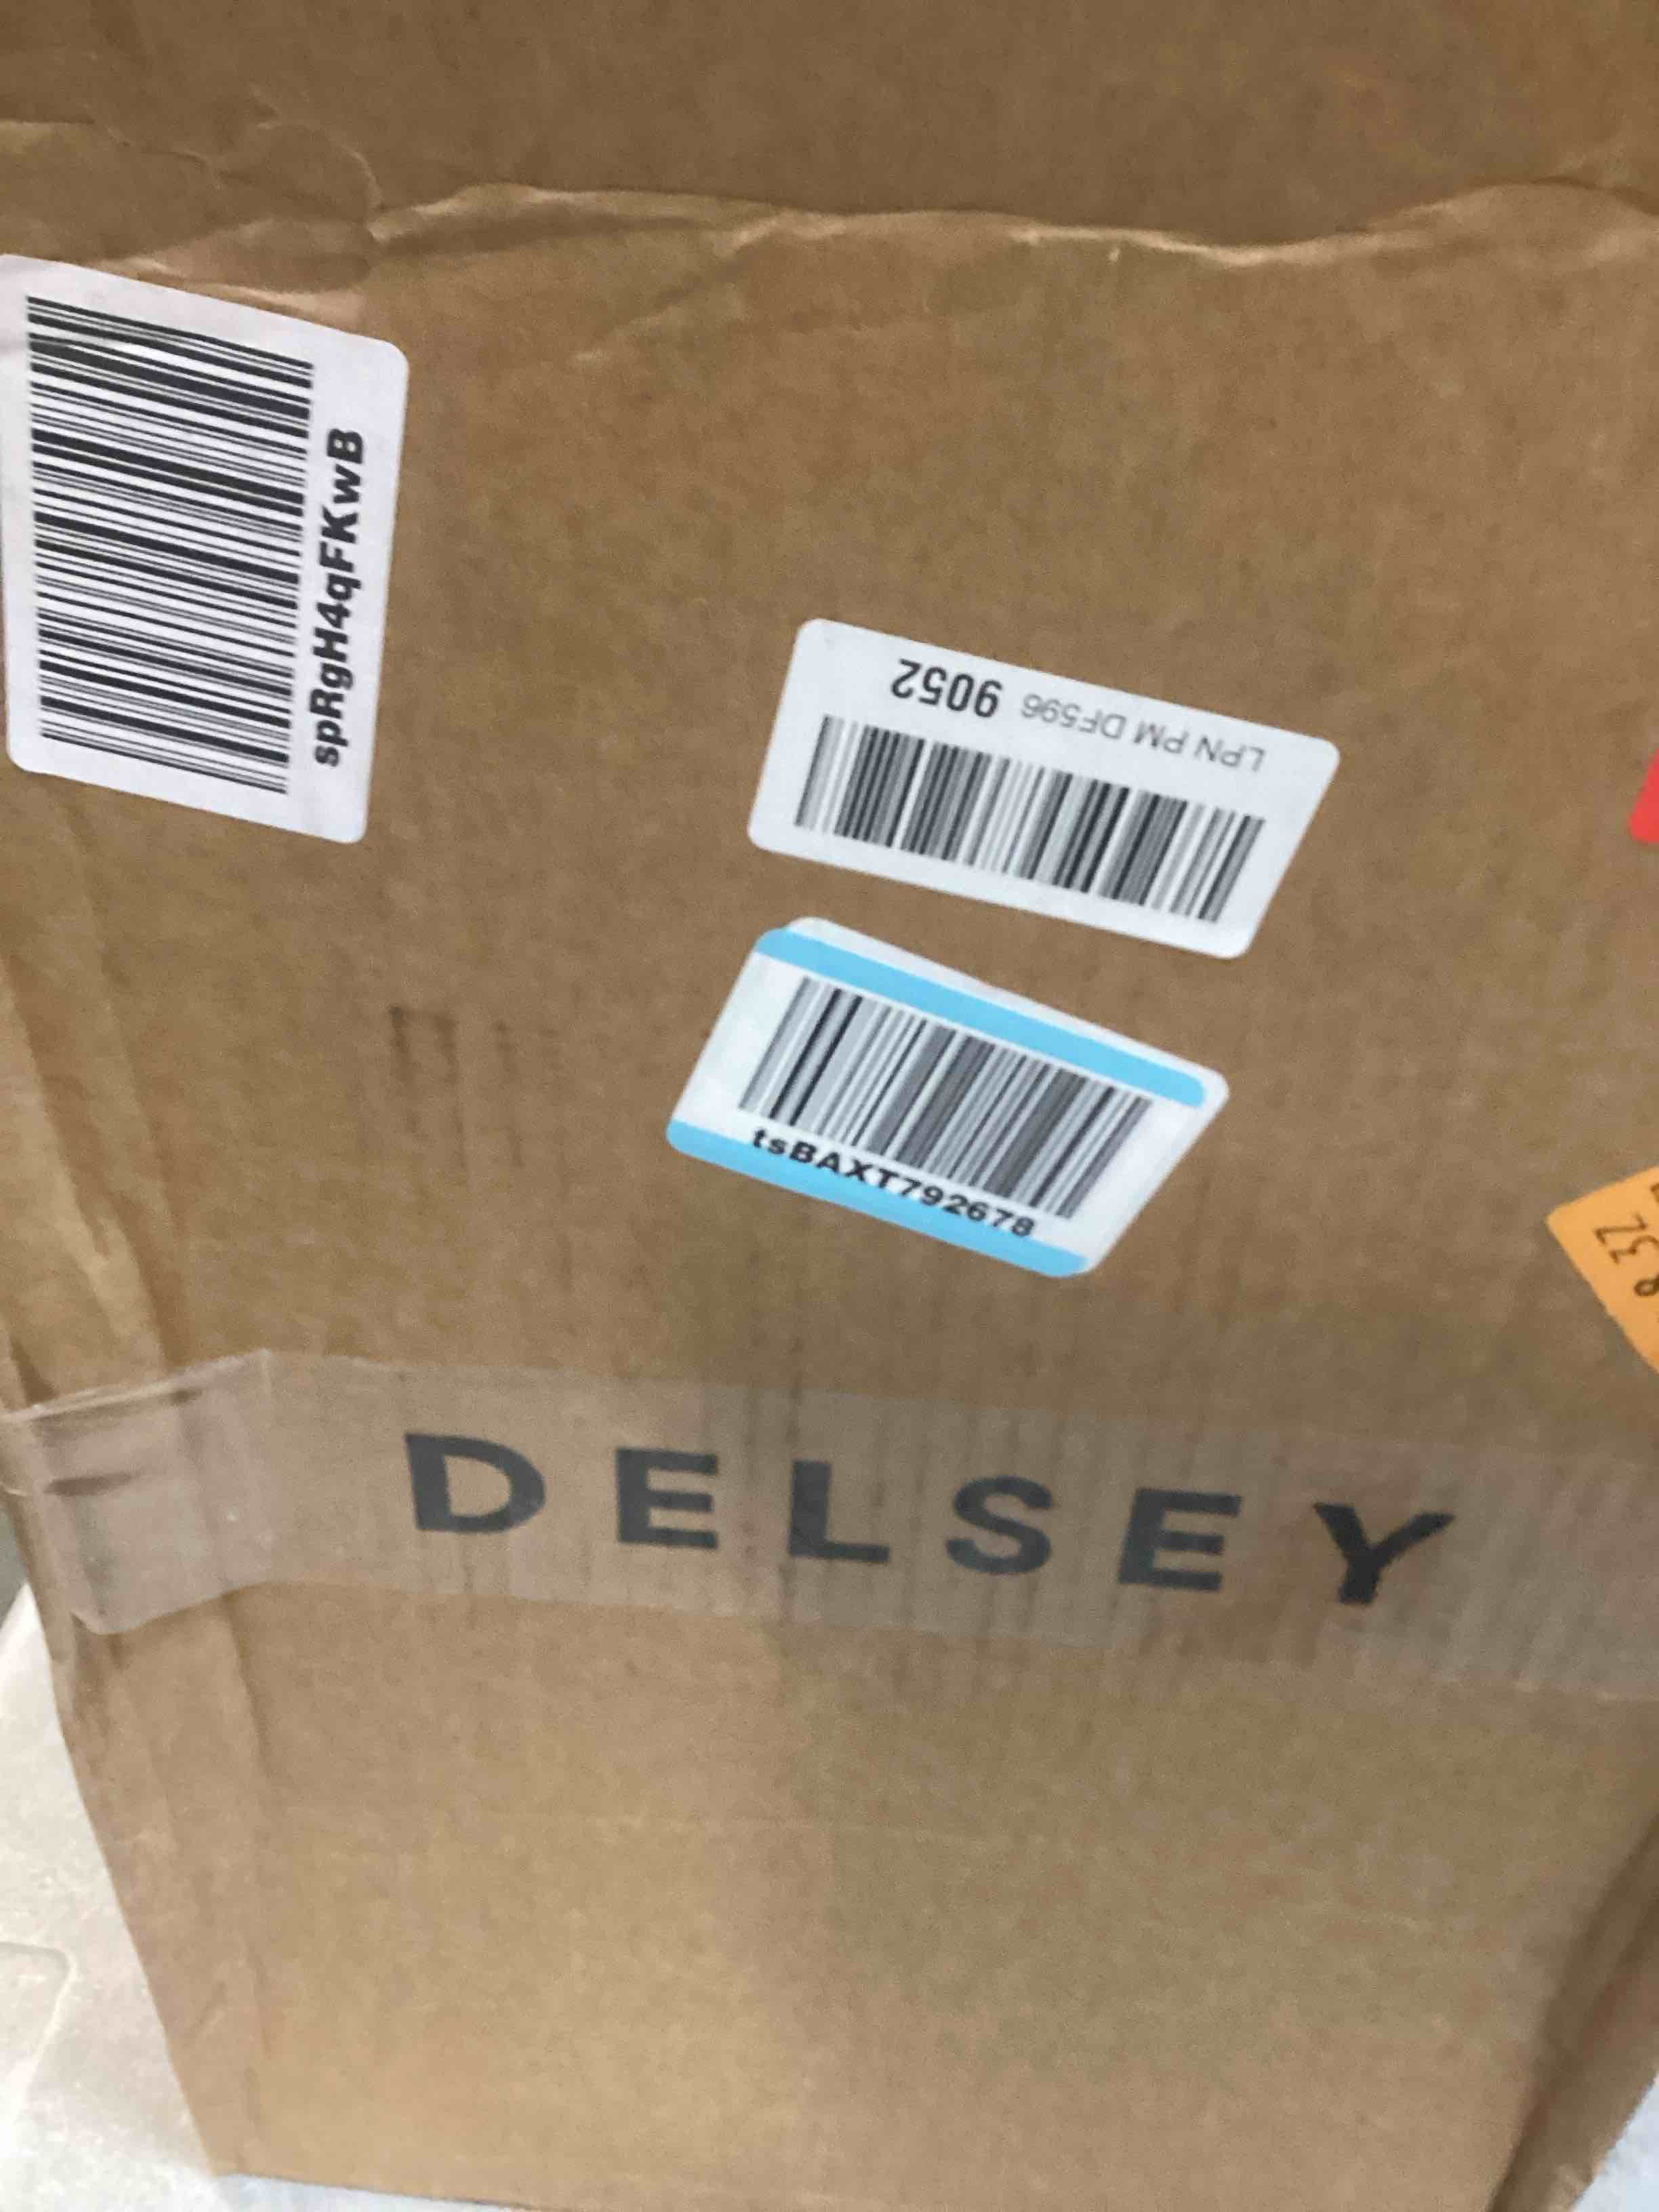 spRgH4qFKwB
LPN PM DF596 9052
tsBAXT792678
DELSEY